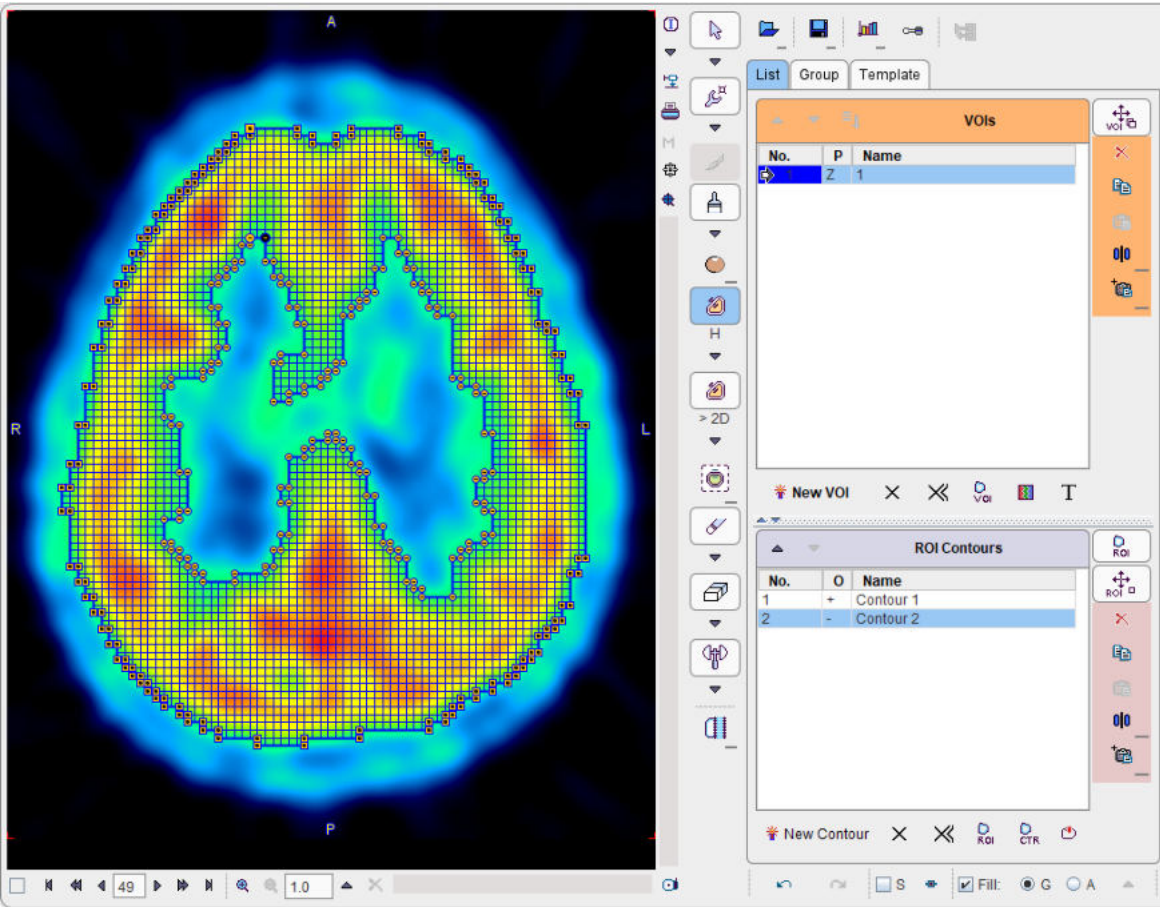 A
R
L
P
49
1.0
M
H
> 2D
List Group Template
VOIs
VOI
No. P Name
1 Z 1
New VOI VOI T
ROI Contours
ROI
No. O Name
ROI
1 + Contour 1
2 - Contour 2
New Contour ROI CTR
S Fill: G A